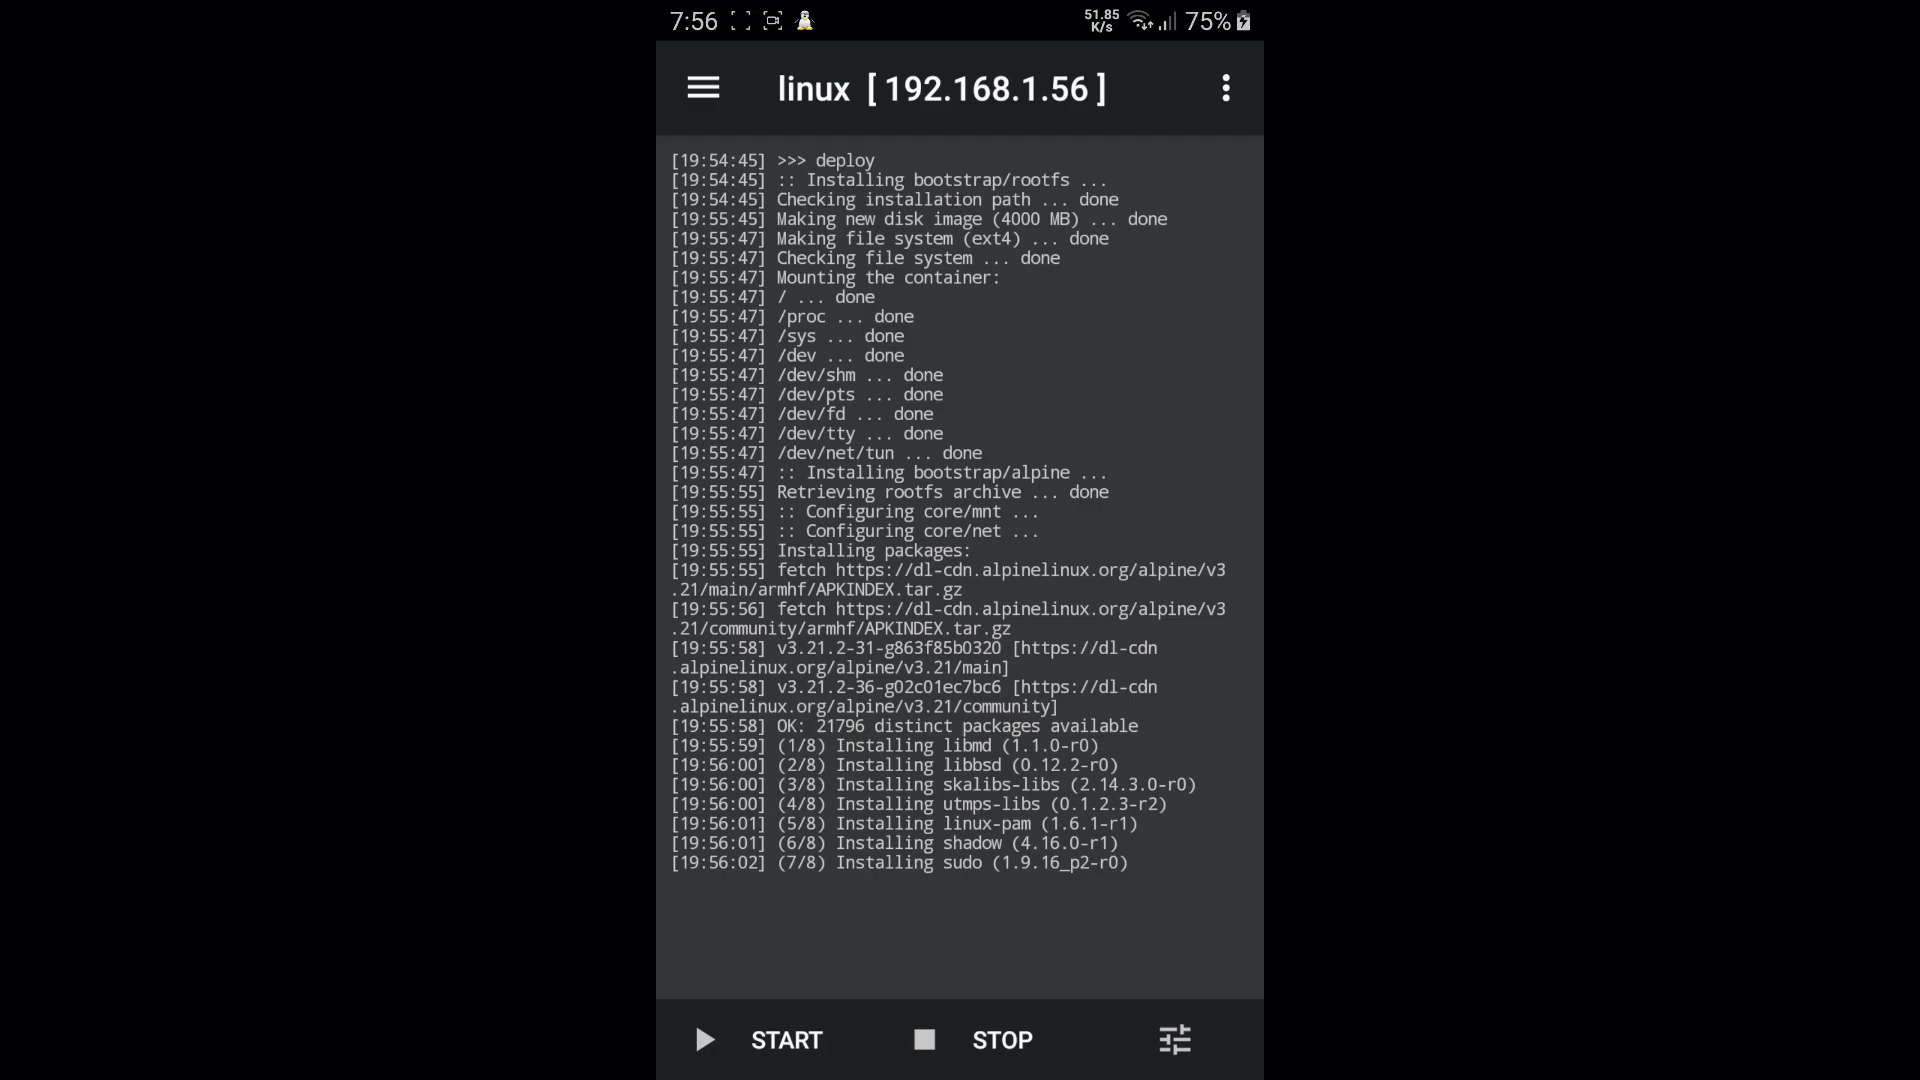 7:56 51.85 K/s 75%
linux [ 192.168.1.56 ]
[19:54:45] >>> deploy
[19:54:45] :: Installing bootstrap/rootfs ...
[19:54:45] Checking installation path ... done
[19:55:45] Making new disk image (4000 MB) ... done
[19:55:47] Making file system (ext4) ... done
[19:55:47] Checking file system ... done
[19:55:47] Mounting the container:
[19:55:47] / ... done
[19:55:47] /proc ... done
[19:55:47] /sys ... done
[19:55:47] /dev ... done
[19:55:47] /dev/shm ... done
[19:55:47] /dev/pts ... done
[19:55:47] /dev/fd ... done
[19:55:47] /dev/tty ... done
[19:55:47] /dev/net/tun ... done
[19:55:47] :: Installing bootstrap/alpine ...
[19:55:55] Retrieving rootfs archive ... done
[19:55:55] :: Configuring core/mnt ...
[19:55:55] :: Configuring core/net ...
[19:55:55] Installing packages:
[19:55:55] fetch https://dl-cdn.alpinelinux.org/alpine/v3
.21/main/armhf/APKINDEX.tar.gz
[19:55:56] fetch https://dl-cdn.alpinelinux.org/alpine/v3
.21/community/armhf/APKINDEX.tar.gz
[19:55:58] v3.21.2-31-g863f85b0320 [https://dl-cdn
.alpinelinux.org/alpine/v3.21/main]
[19:55:58] v3.21.2-36-g02c01ec7bc6 [https://dl-cdn
.alpinelinux.org/alpine/v3.21/community]
[19:55:58] OK: 21796 distinct packages available
[19:55:59] (1/8) Installing libmd (1.1.0-r0)
[19:56:00] (2/8) Installing libbsd (0.12.2-r0)
[19:56:00] (3/8) Installing skalibs-libs (2.14.3.0-r0)
[19:56:00] (4/8) Installing utmps-libs (0.1.2.3-r2)
[19:56:01] (5/8) Installing linux-pam (1.6.1-r1)
[19:56:01] (6/8) Installing shadow (4.16.0-r1)
[19:56:02] (7/8) Installing sudo (1.9.16_p2-r0)
START STOP